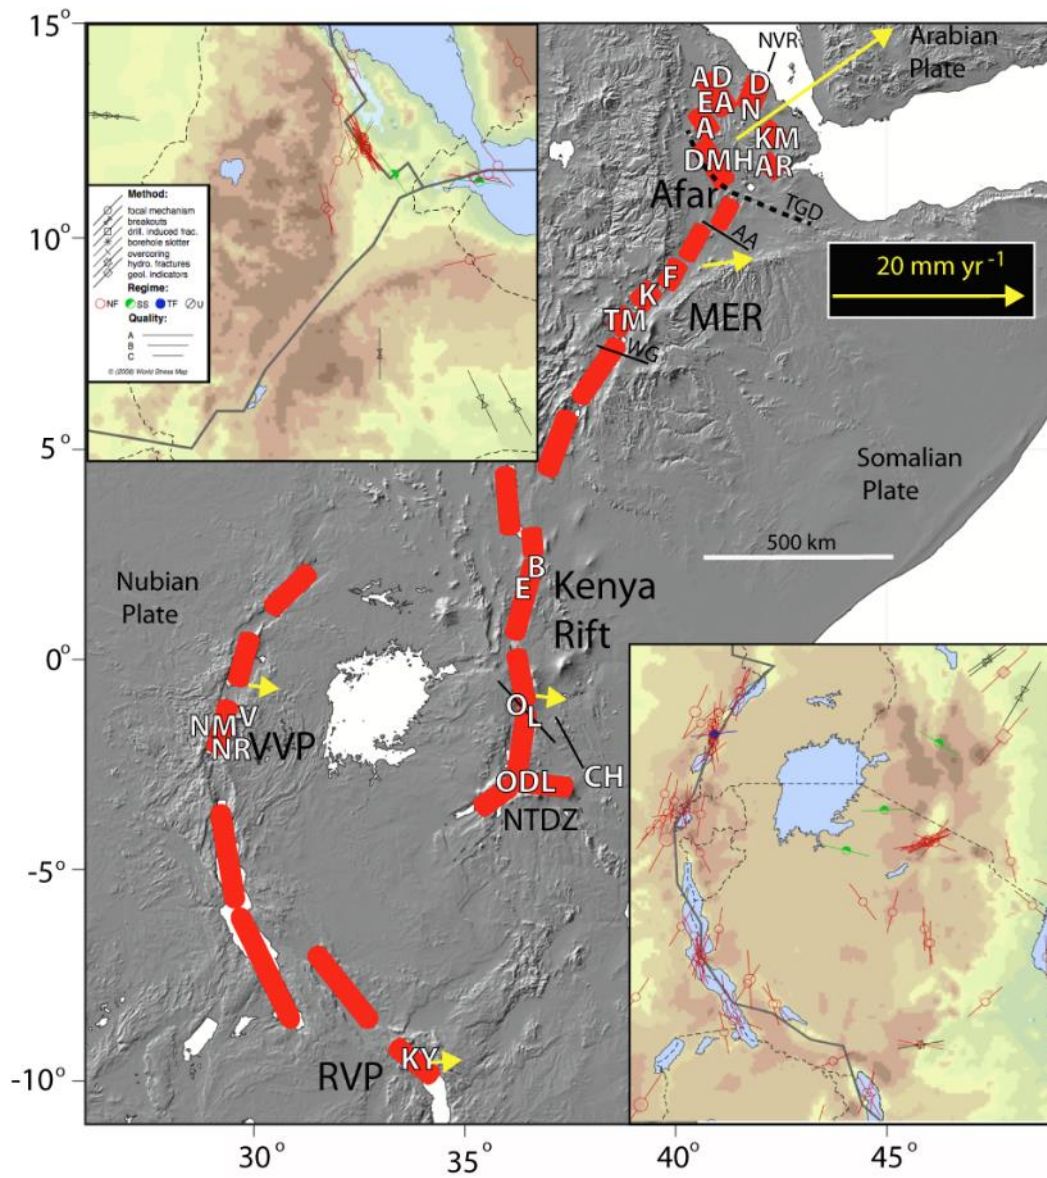 15°
10°
5°
0°
-5°
-10°
30°
35°
40°
45°
Method:
focal mechanism
breakouts
drill. induced frac.
borehole slotter
overcoring
hydro. fractures
geol. indicators
Regime:
NF SS TF U
Quality:
A
B
C
© (2008) World Stress Map
NVR
Arabian
Plate
AD
D
EA
N
A
KM
DMH
AR
Afar
TGD
AA
20 mm yr -1
F
K
MER
TM
WG
Somalian
Plate
500 km
Nubian
Plate
B
E
Kenya
Rift
V
NM
NR
VVP
OL
CH
ODL
NTDZ
RVP
KY